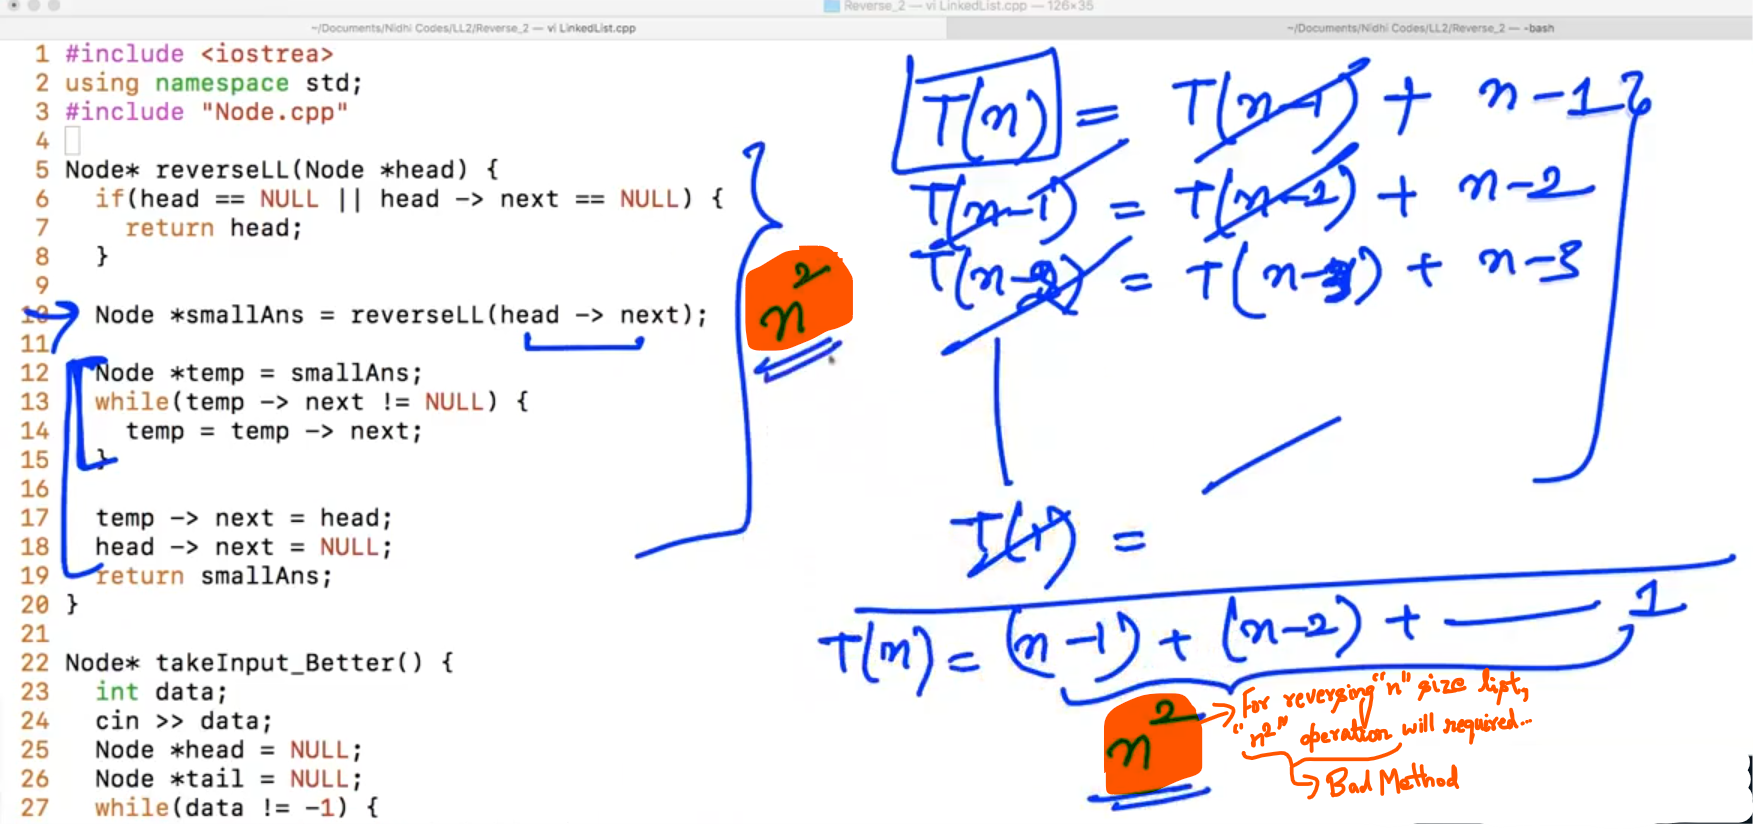 Reverse_2 — vi LinkedList.cpp — 126×35
~/Documents/Nidhi Codes/LL2/Reverse_2 — vi LinkedList.cpp
~/Documents/Nidhi Codes/LL2/Reverse_2 — -bash
1 #include <iostrea>
2 using namespace std;
3 #include "Node.cpp"
4
5 Node* reverseLL(Node *head) {
6 if(head == NULL || head -> next == NULL) {
7 return head;
8 }
9
10 Node *smallAns = reverseLL(head -> next);
11
12 Node *temp = smallAns;
13 while(temp -> next != NULL) {
14 temp = temp -> next;
15 }
16
17 temp -> next = head;
18 head -> next = NULL;
19 return smallAns;
20 }
21
22 Node* takeInput_Better() {
23 int data;
24 cin >> data;
25 Node *head = NULL;
26 Node *tail = NULL;
27 while(data != -1) {
n²
T(n) = T(n-1) + n-1
T(n-1) = T(n-2) + n-2
T(n-2) = T(n-3) + n-3
T(1) =
T(n) = (n-1) + (n-2) + — 1
n²
For reversing "n" size list,
"n²" operation will required...
Bad Method